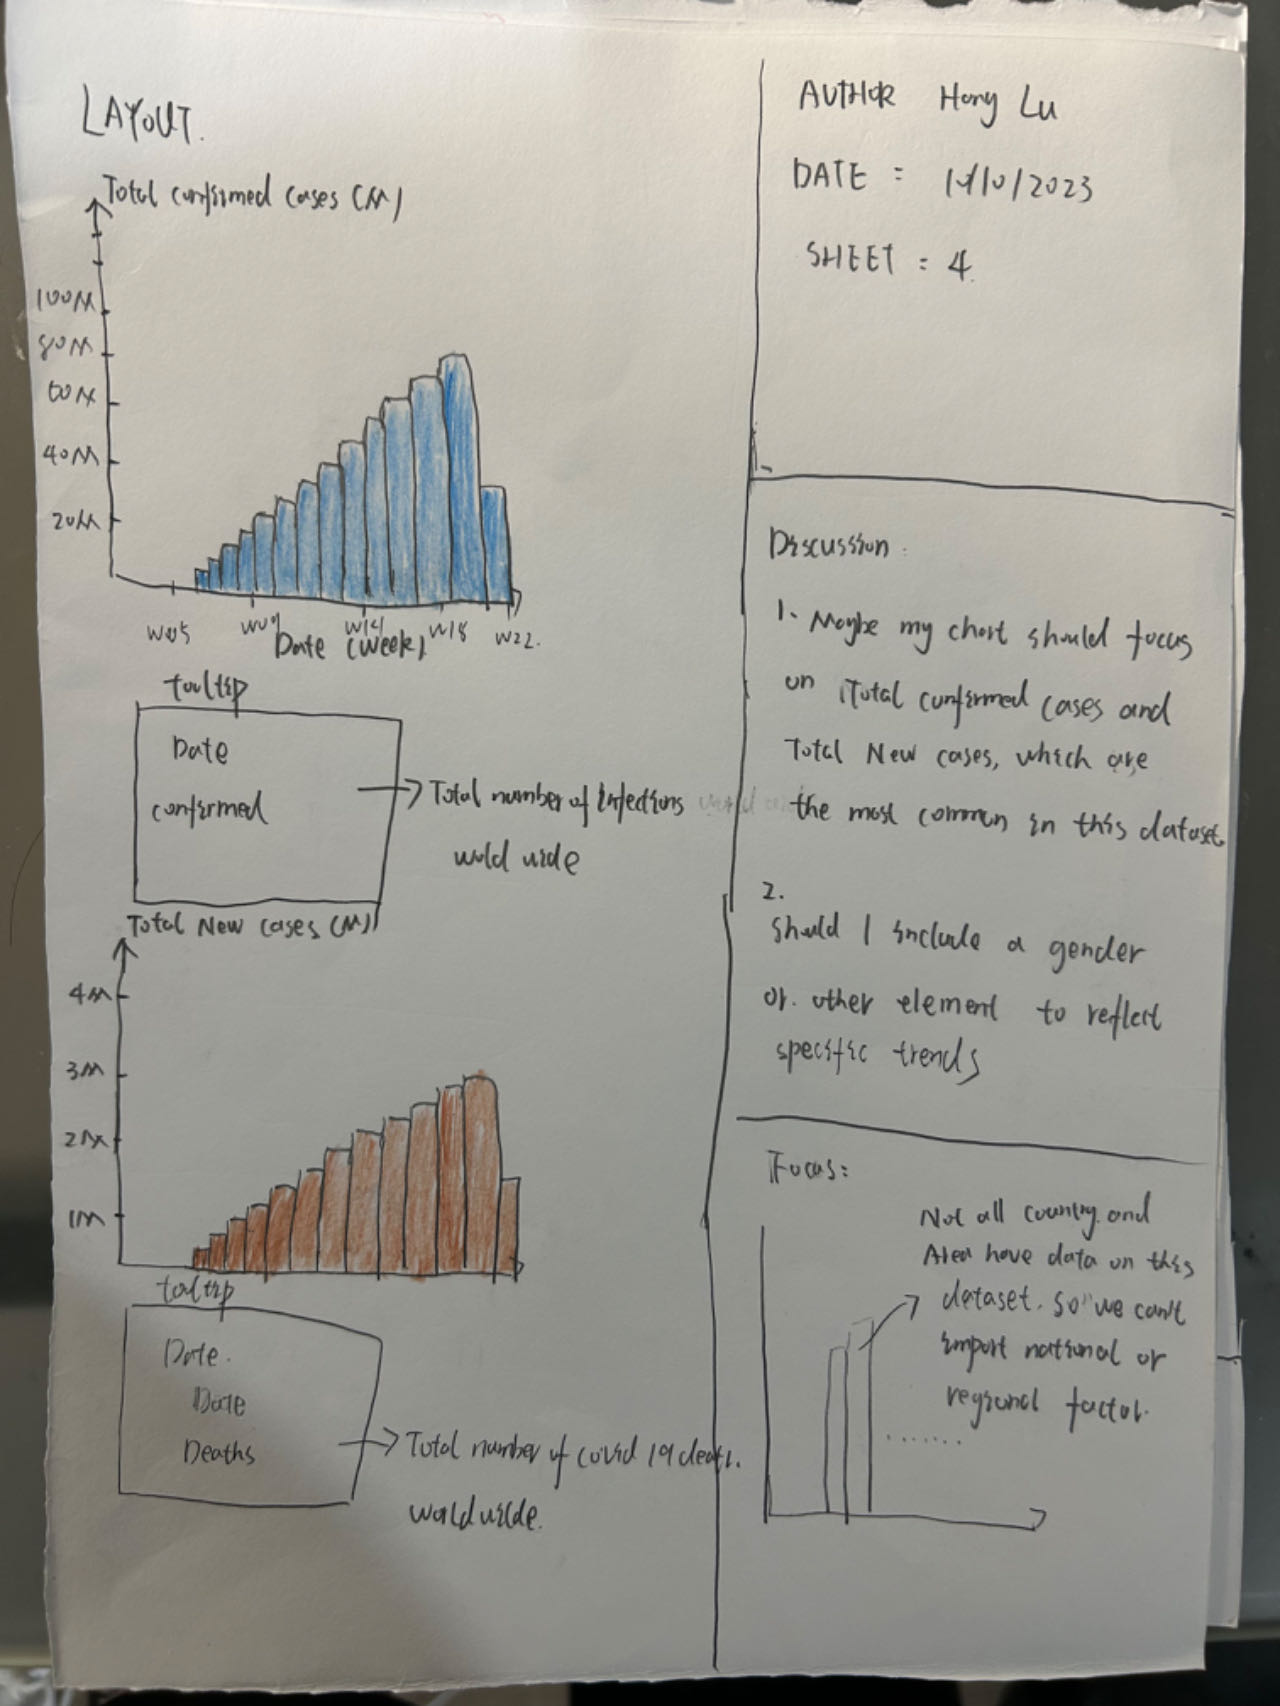 LAYOUT.
Total confirmed cases (M)
100M
80M
60M
40M
20M
W05
W09
W14
W18
W22.
Date (Week)
tooltip
Date
confirmed
Total number of infections
world wide
Total New cases (M)
4M
3M
2M
1M
tooltip
Date.
Date
Deaths
Total number of covid 19 death.
world wide.
AUTHOR Hong Lu
DATE : /10/2023
SHEET : 4
Discussion :
1. Maybe my chart should focus
on Total confirmed cases and
Total New cases, which are
the most common in this dataset
2.
should I include a gender
or. other element to reflect
specific trends
Focus:
Not all country and
Area have data on this
dataset. so we can't
import national or
regional factor.